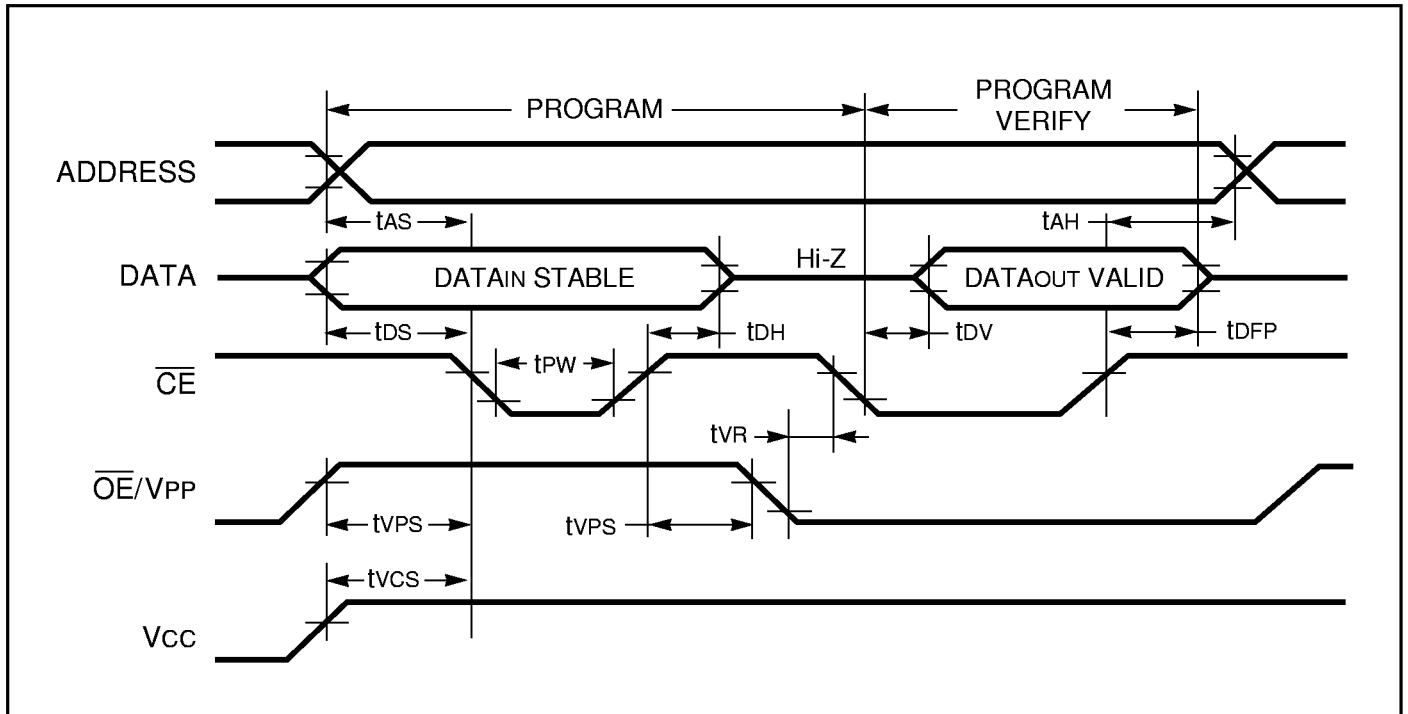 PROGRAM
PROGRAM
VERIFY
ADDRESS
tAS
tAH
DATA
DATAIN STABLE
Hi-Z
DATAOUT VALID
tDS
tDH
tDV
tDFP
CE
tPW
tVR
OE/VPP
tVPS
tVPS
tVCS
VCC